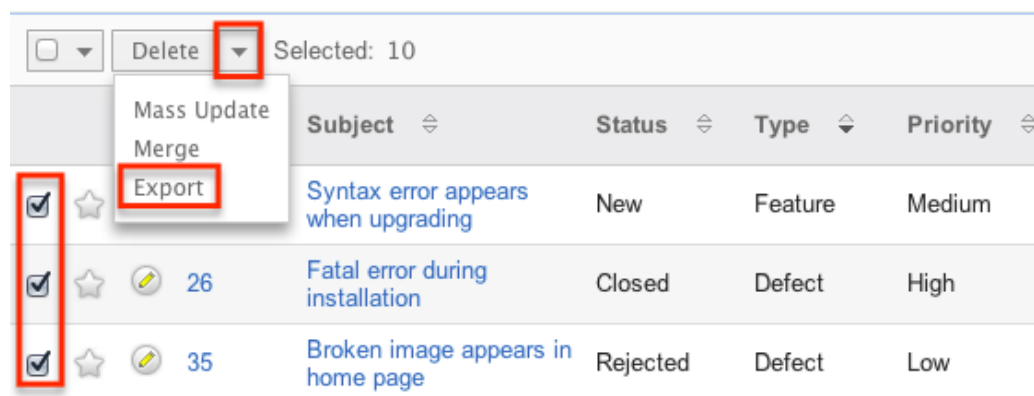 Delete Selected: 10
Mass Update
Merge
Export
Subject Status Type Priority
Syntax error appears
when upgrading
New Feature Medium
26 Fatal error during
installation
Closed Defect High
35 Broken image appears in
home page
Rejected Defect Low